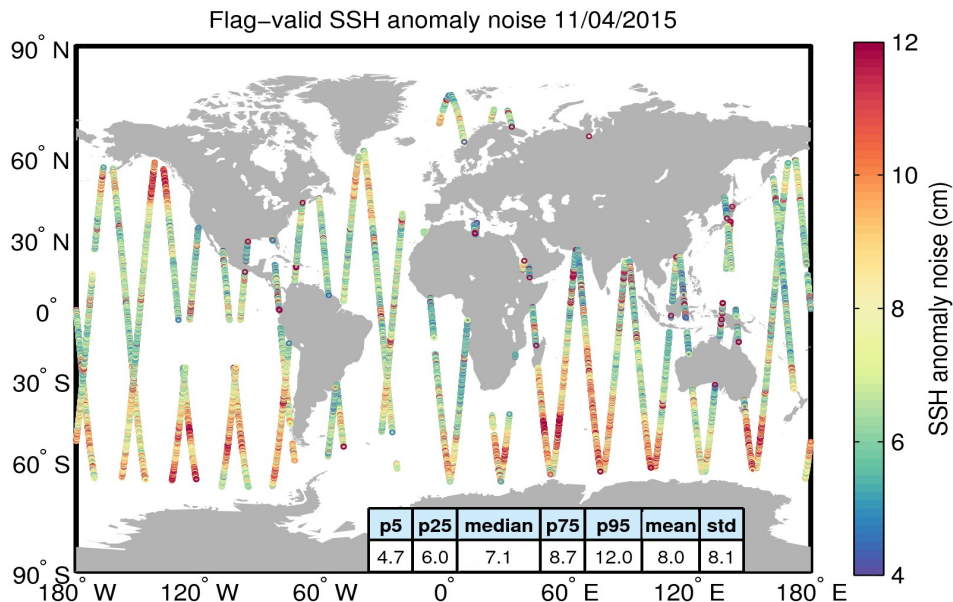 Flag−valid SSH anomaly noise 11/04/2015
90° N
60° N
30° N
0°
30° S
60° S
90° S
180° W 120° W 60° W 0° 60° E 120° E 180° E
p5 p25 median p75 p95 mean std
4.7 6.0 7.1 8.7 12.0 8.0 8.1
12
10
8
6
4
SSH anomaly noise (cm)